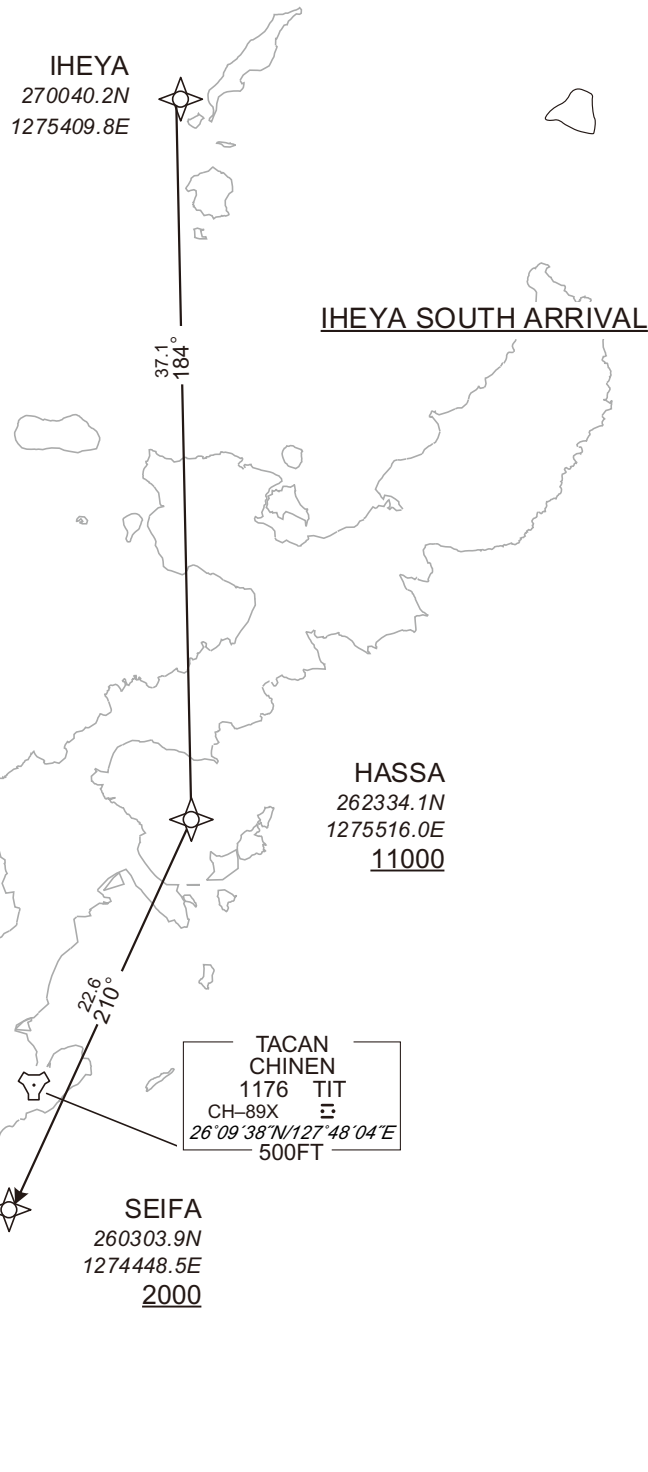 IHEYA
270040.2N
1275409.8E
IHEYA SOUTH ARRIVAL
37.1
184°
HASSA
262334.1N
1275516.0E
11000
22.6
210°
TACAN
CHINEN
1176 TIT
CH–89X
26°09´38˝N/127°48´04˝E
500FT
SEIFA
260303.9N
1274448.5E
2000